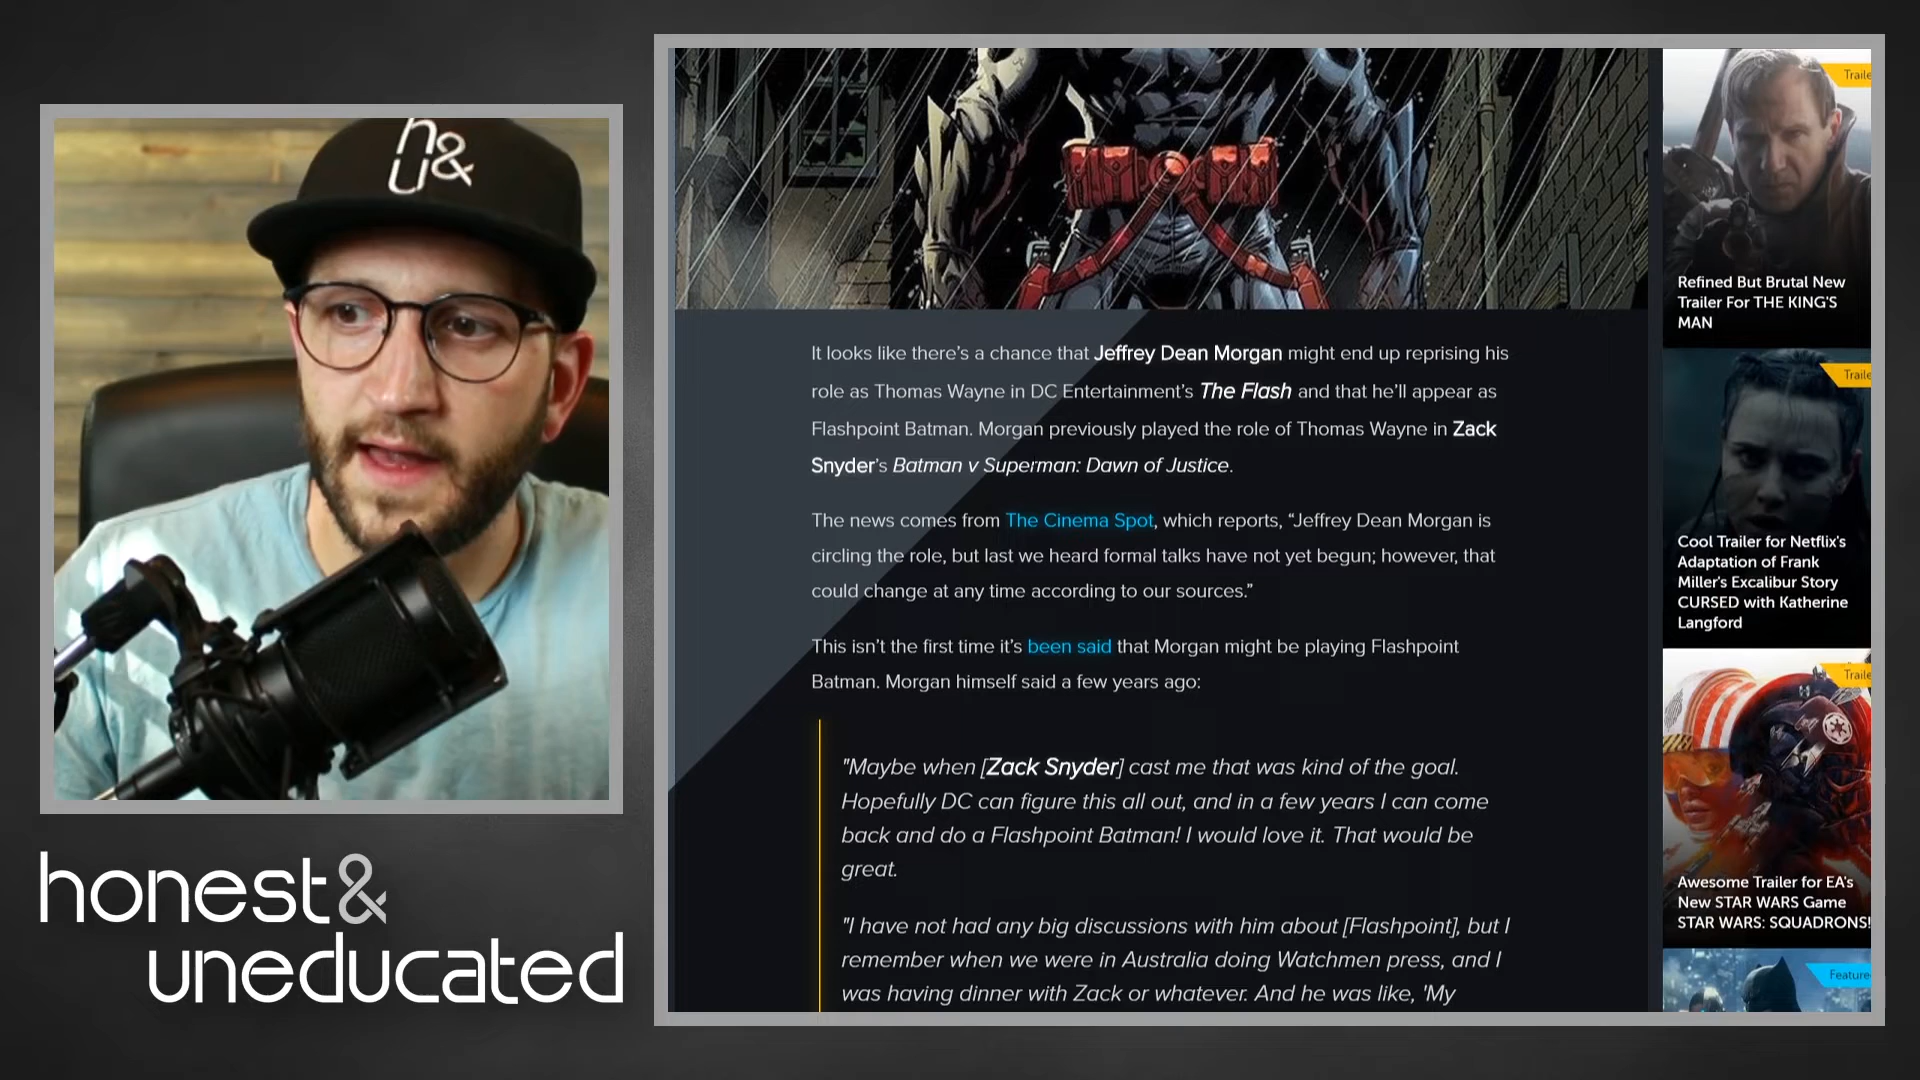 h&
u
honest&
uneducated
It looks like there's a chance that Jeffrey Dean Morgan might end up reprising his
role as Thomas Wayne in DC Entertainment's The Flash and that he'll appear as
Flashpoint Batman. Morgan previously played the role of Thomas Wayne in Zack
Snyder's Batman v Superman: Dawn of Justice.
The news comes from The Cinema Spot, which reports, “Jeffrey Dean Morgan is
circling the role, but last we heard formal talks have not yet begun; however, that
could change at any time according to our sources.”
This isn't the first time it's been said that Morgan might be playing Flashpoint
Batman. Morgan himself said a few years ago:
"Maybe when [Zack Snyder] cast me that was kind of the goal.
Hopefully DC can figure this all out, and in a few years I can come
back and do a Flashpoint Batman! I would love it. That would be
great.
"I have not had any big discussions with him about [Flashpoint], but I
remember when we were in Australia doing Watchmen press, and I
was having dinner with Zack or whatever. And he was like, 'My
Traile
Refined But Brutal New
Trailer For THE KING'S
MAN
Traile
Cool Trailer for Netflix's
Adaptation of Frank
Miller's Excalibur Story
CURSED with Katherine
Langford
Traile
Awesome Trailer for EA's
New STAR WARS Game
STAR WARS: SQUADRONS!
Feature